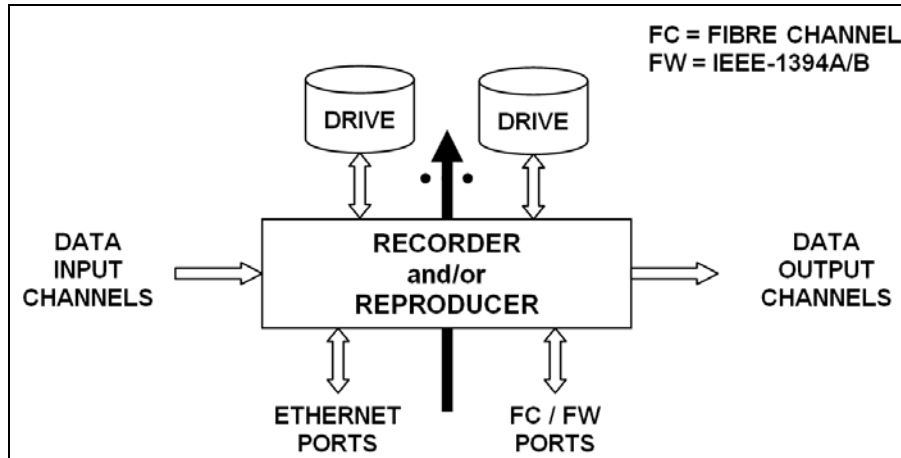 FC = FIBRE CHANNEL
FW = IEEE-1394A/B
DRIVE
DRIVE
DATA
INPUT
CHANNELS
RECORDER
and/or
REPRODUCER
DATA
OUTPUT
CHANNELS
ETHERNET
PORTS
FC / FW
PORTS